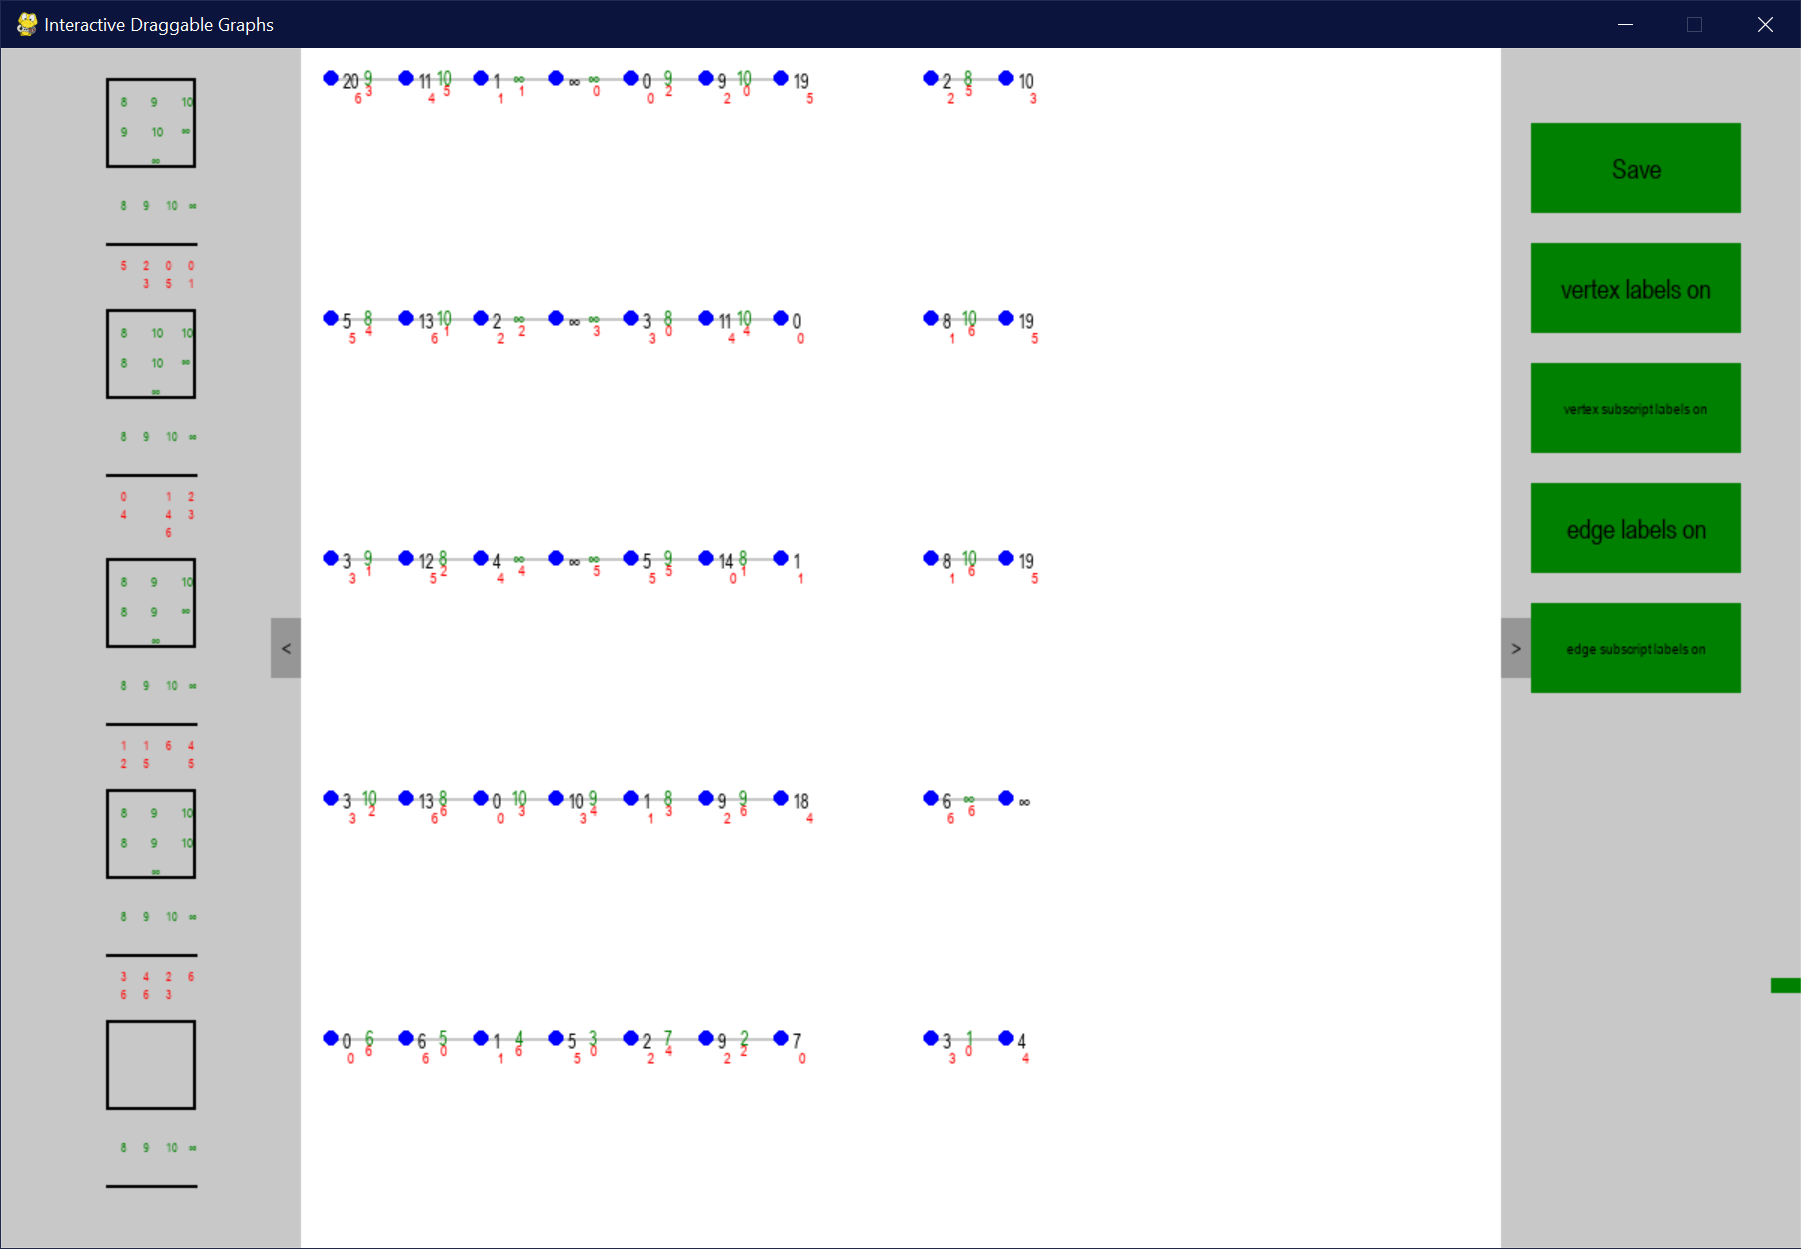 Interactive Draggable Graphs
8 9 10
9 10 ∞
∞
8 9 10 ∞
5 2 0 0
3 5 1
8 10 10
8 10 ∞
∞
8 9 10 ∞
0 1 2
4 4 3
6
8 9 10
8 9 ∞
∞
8 9 10 ∞
1 1 6 4
2 5 5
8 9 10
8 9 10
∞
8 9 10 ∞
3 4 2 6
6 6 3
8 9 10 ∞
<
20 9 11 10 1 ∞ ∞ ∞ 0 9 9 10 19 2 8 10
6 3 4 5 1 1 0 0 2 2 0 5 2 5 3
5 8 13 10 2 ∞ ∞ ∞ 3 8 11 10 0 8 10 19
5 4 6 1 2 2 3 3 0 4 4 0 1 6 5
3 9 12 8 4 ∞ ∞ ∞ 5 9 14 8 1 8 10 19
3 1 5 2 4 4 5 5 5 0 1 1 1 6 5
3 10 13 8 0 10 10 9 1 8 9 9 18 6 ∞ ∞
3 2 6 6 0 3 3 4 1 3 2 6 4 6 6
0 6 6 5 1 4 5 3 2 7 9 2 7 3 1 4
0 6 6 0 1 6 5 0 2 4 2 2 0 3 0 4
>
Save
vertex labels on
vertex subscript labels on
edge labels on
edge subscript labels on